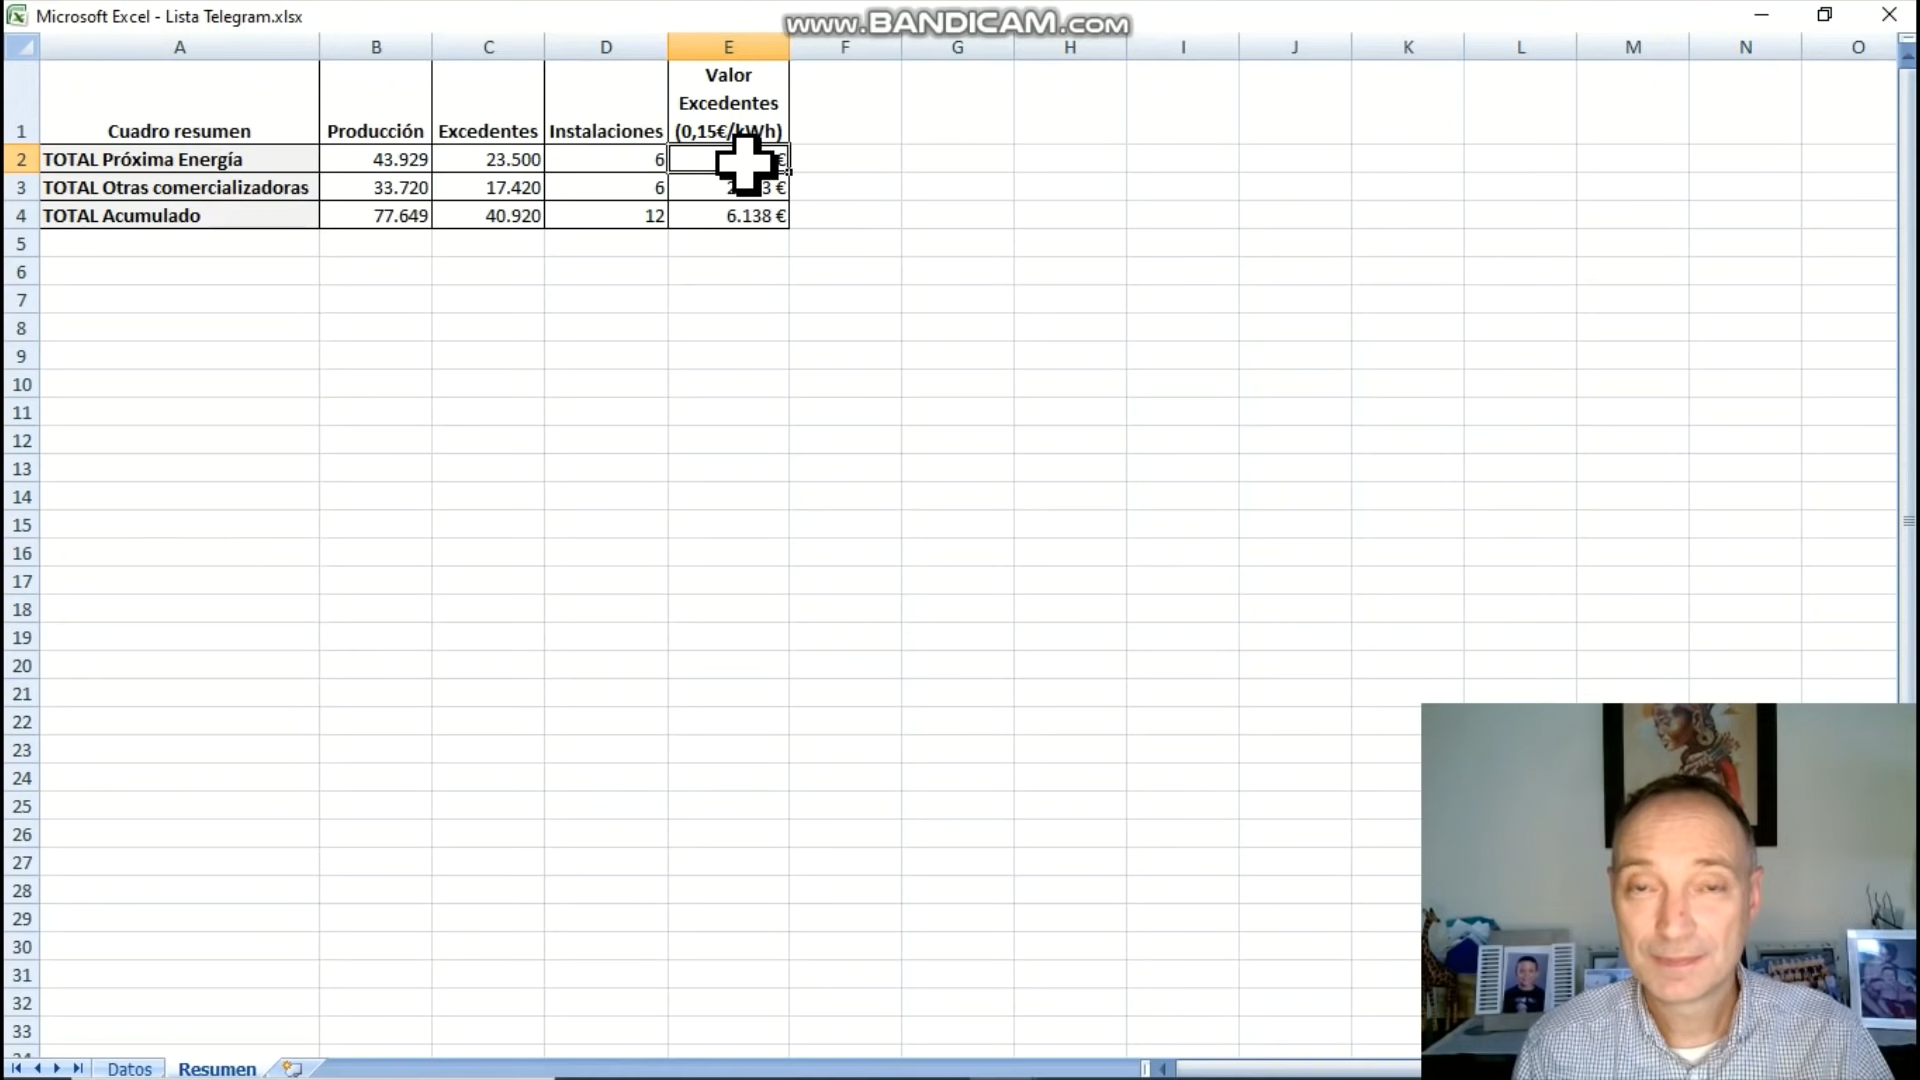 Microsoft Excel - Lista Telegram.xlsx
www.BANDICAM.com
A B C D E F G H I J K L M N O
Valor
Excedentes
1 Cuadro resumen Producción Excedentes Instalaciones (0,15€/kWh)
2 TOTAL Próxima Energía 43.929 23.500 6 €
3 TOTAL Otras comercializadoras 33.720 17.420 6 3 €
4 TOTAL Acumulado 77.649 40.920 12 6.138 €
5
6
7
8
9
10
11
12
13
14
15
16
17
18
19
20
21
22
23
24
25
26
27
28
29
30
31
32
33
Datos Resumen